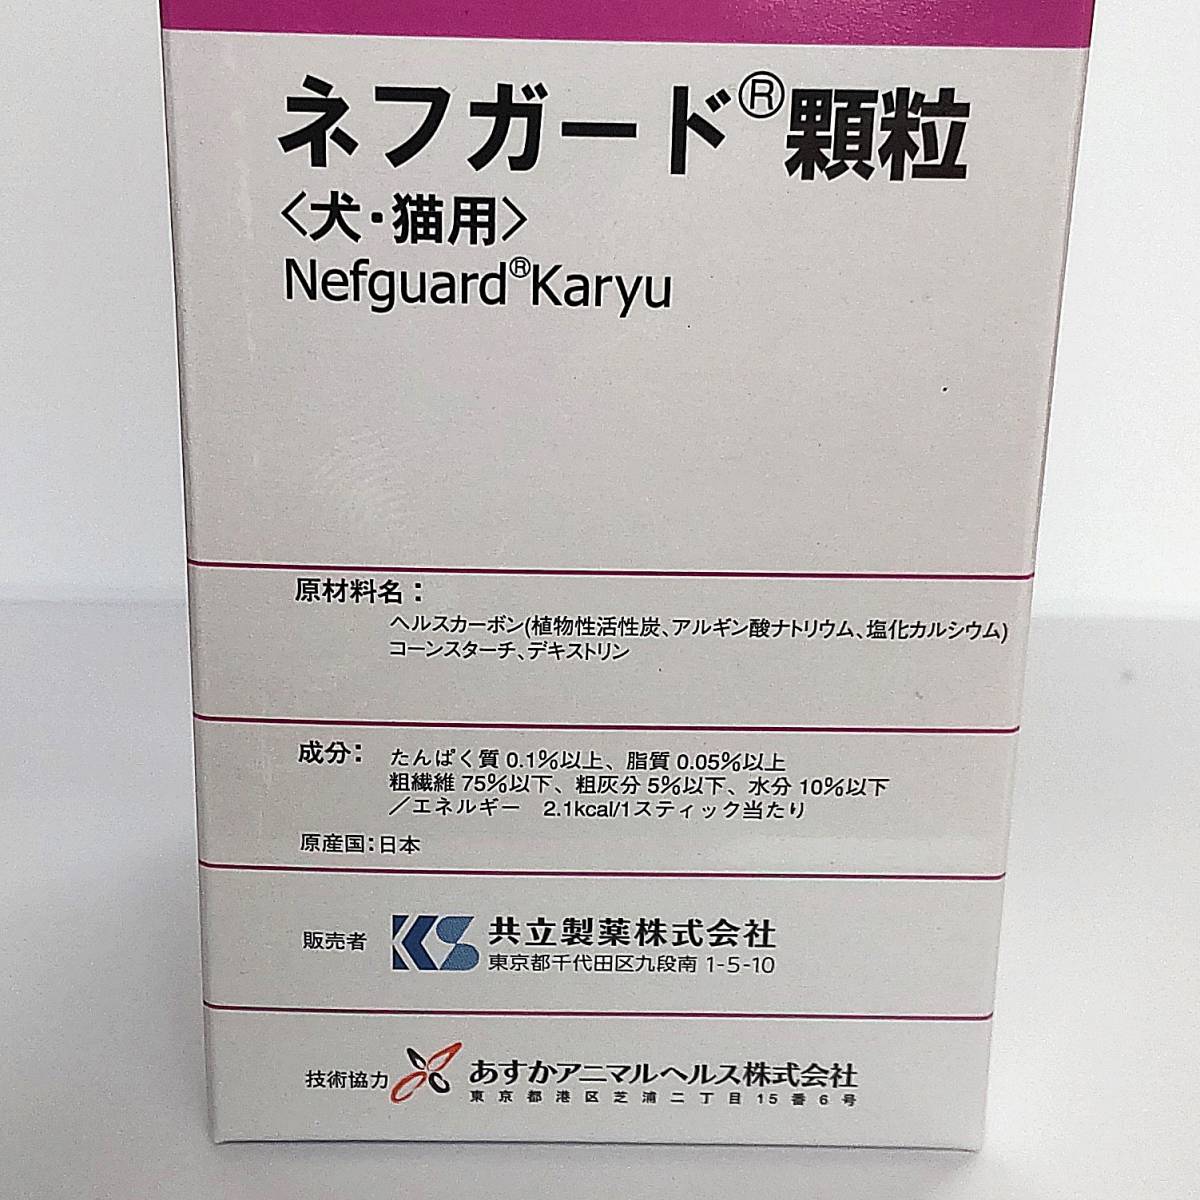 ネフガード®顆粒
〈犬・猫用〉
Nefguard®Karyu
原材料名：
ヘルスカーボン(植物性活性炭、アルギン酸ナトリウム、塩化カルシウム)
コーンスターチ、デキストリン
成分： たんぱく質 0.1%以上、脂質 0.05%以上
粗繊維 75%以下、粗灰分 5%以下、水分 10%以下
／エネルギー 2.1kcal/1スティック当たり
原産国：日本
販売者 KS 共立製薬株式会社
東京都千代田区九段南 1-5-10
技術協力 あすかアニマルヘルス株式会社
東京都港区芝浦二丁目15番6号